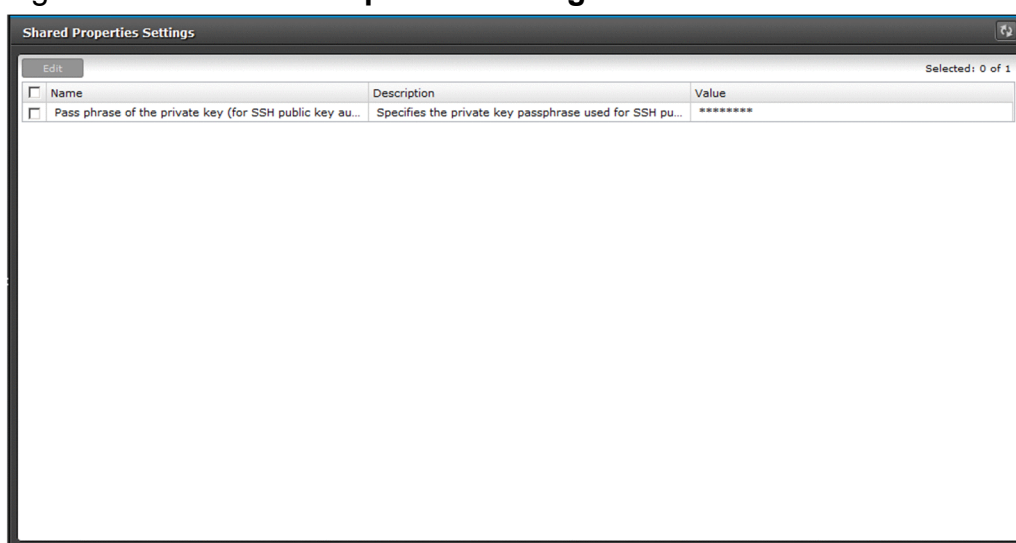 Shared Properties Settings
Edit
Selected: 0 of 1
Name Description Value
Pass phrase of the private key (for SSH public key au... Specifies the private key passphrase used for SSH pu... ********